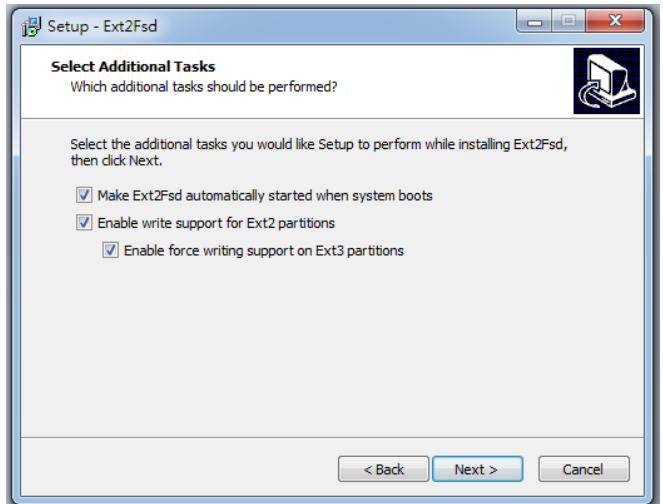 Setup - Ext2Fsd
Select Additional Tasks
Which additional tasks should be performed?
Select the additional tasks you would like Setup to perform while installing Ext2Fsd,
then click Next.
Make Ext2Fsd automatically started when system boots
Enable write support for Ext2 partitions
Enable force writing support on Ext3 partitions
< Back
Next >
Cancel